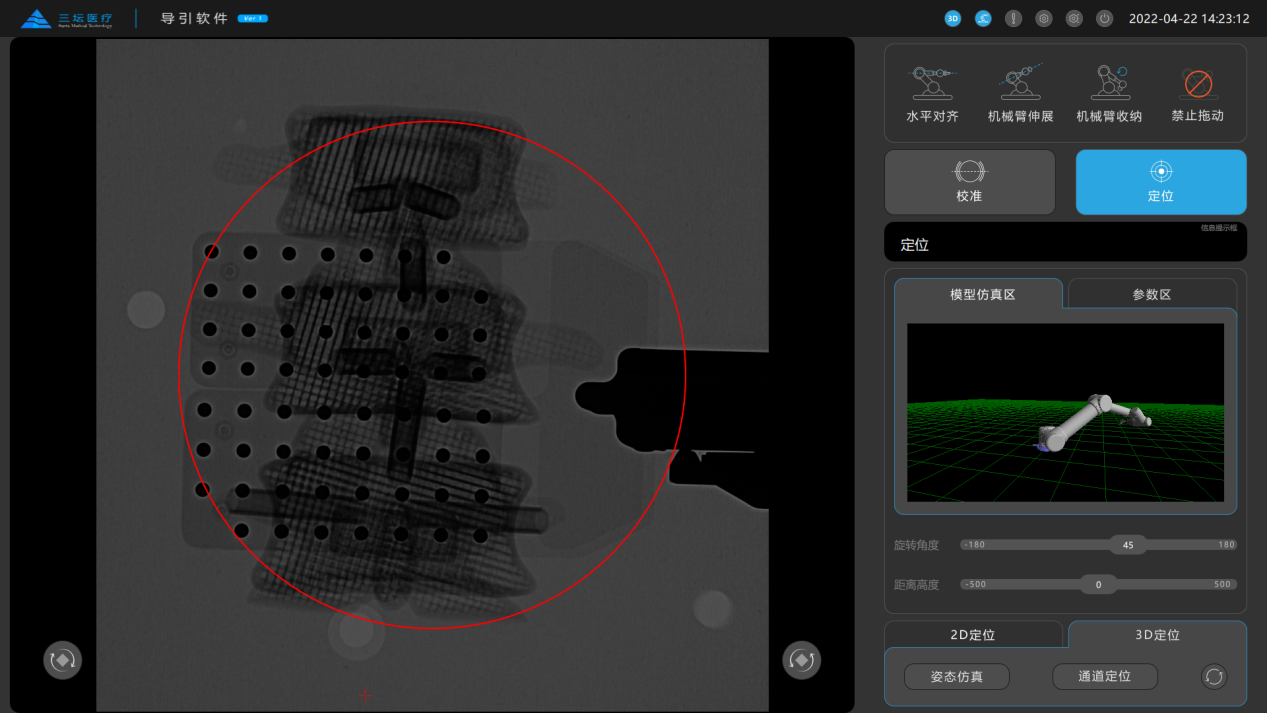 三坛医疗
导引软件
Ver 1
3D
2022-04-22 14:23:12
水平对齐
机械臂伸展
机械臂收纳
禁止拖动
校准
定位
信息提示框
定位
模型仿真区
参数区
旋转角度
-180
45
180
距离高度
-500
0
500
2D定位
3D定位
姿态仿真
通道定位